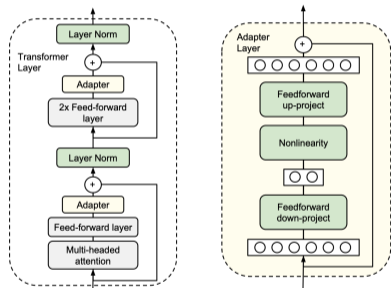 Layer Norm
Transformer
Layer
+
Adapter
2x Feed-forward
layer
Layer Norm
+
Adapter
Feed-forward layer
Multi-headed
attention
Adapter
Layer
+
Feedforward
up-project
Nonlinearity
Feedforward
down-project